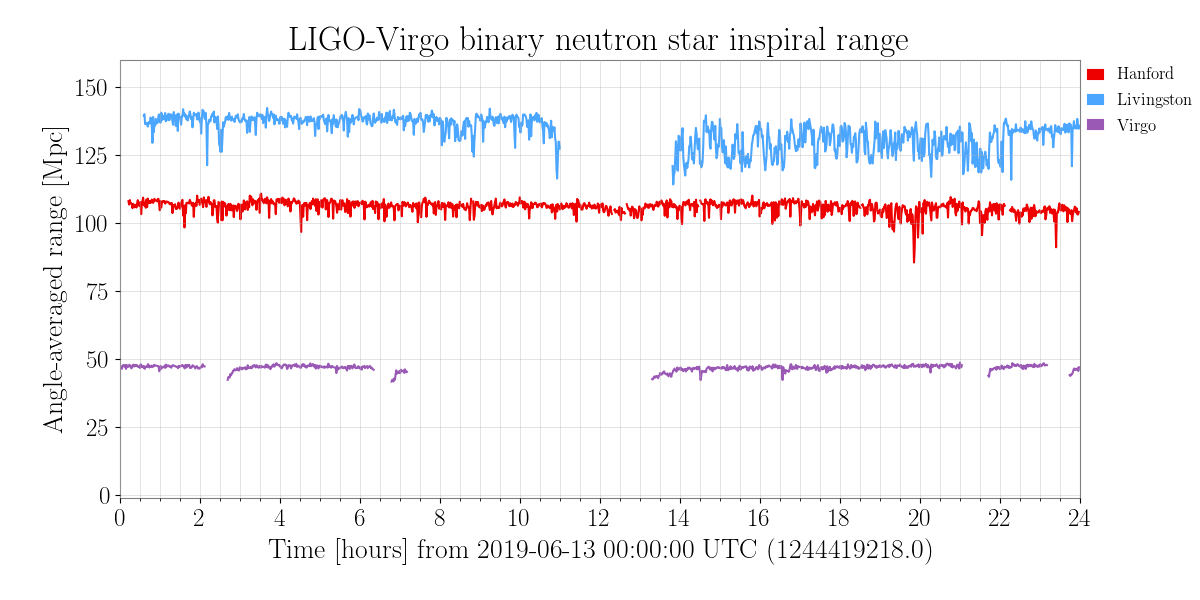 LIGO-Virgo binary neutron star inspiral range
Hanford
Livingston
Virgo
Angle-averaged range [Mpc]
150
125
100
75
50
25
0
0 2 4 6 8 10 12 14 16 18 20 22 24
Time [hours] from 2019-06-13 00:00:00 UTC (1244419218.0)